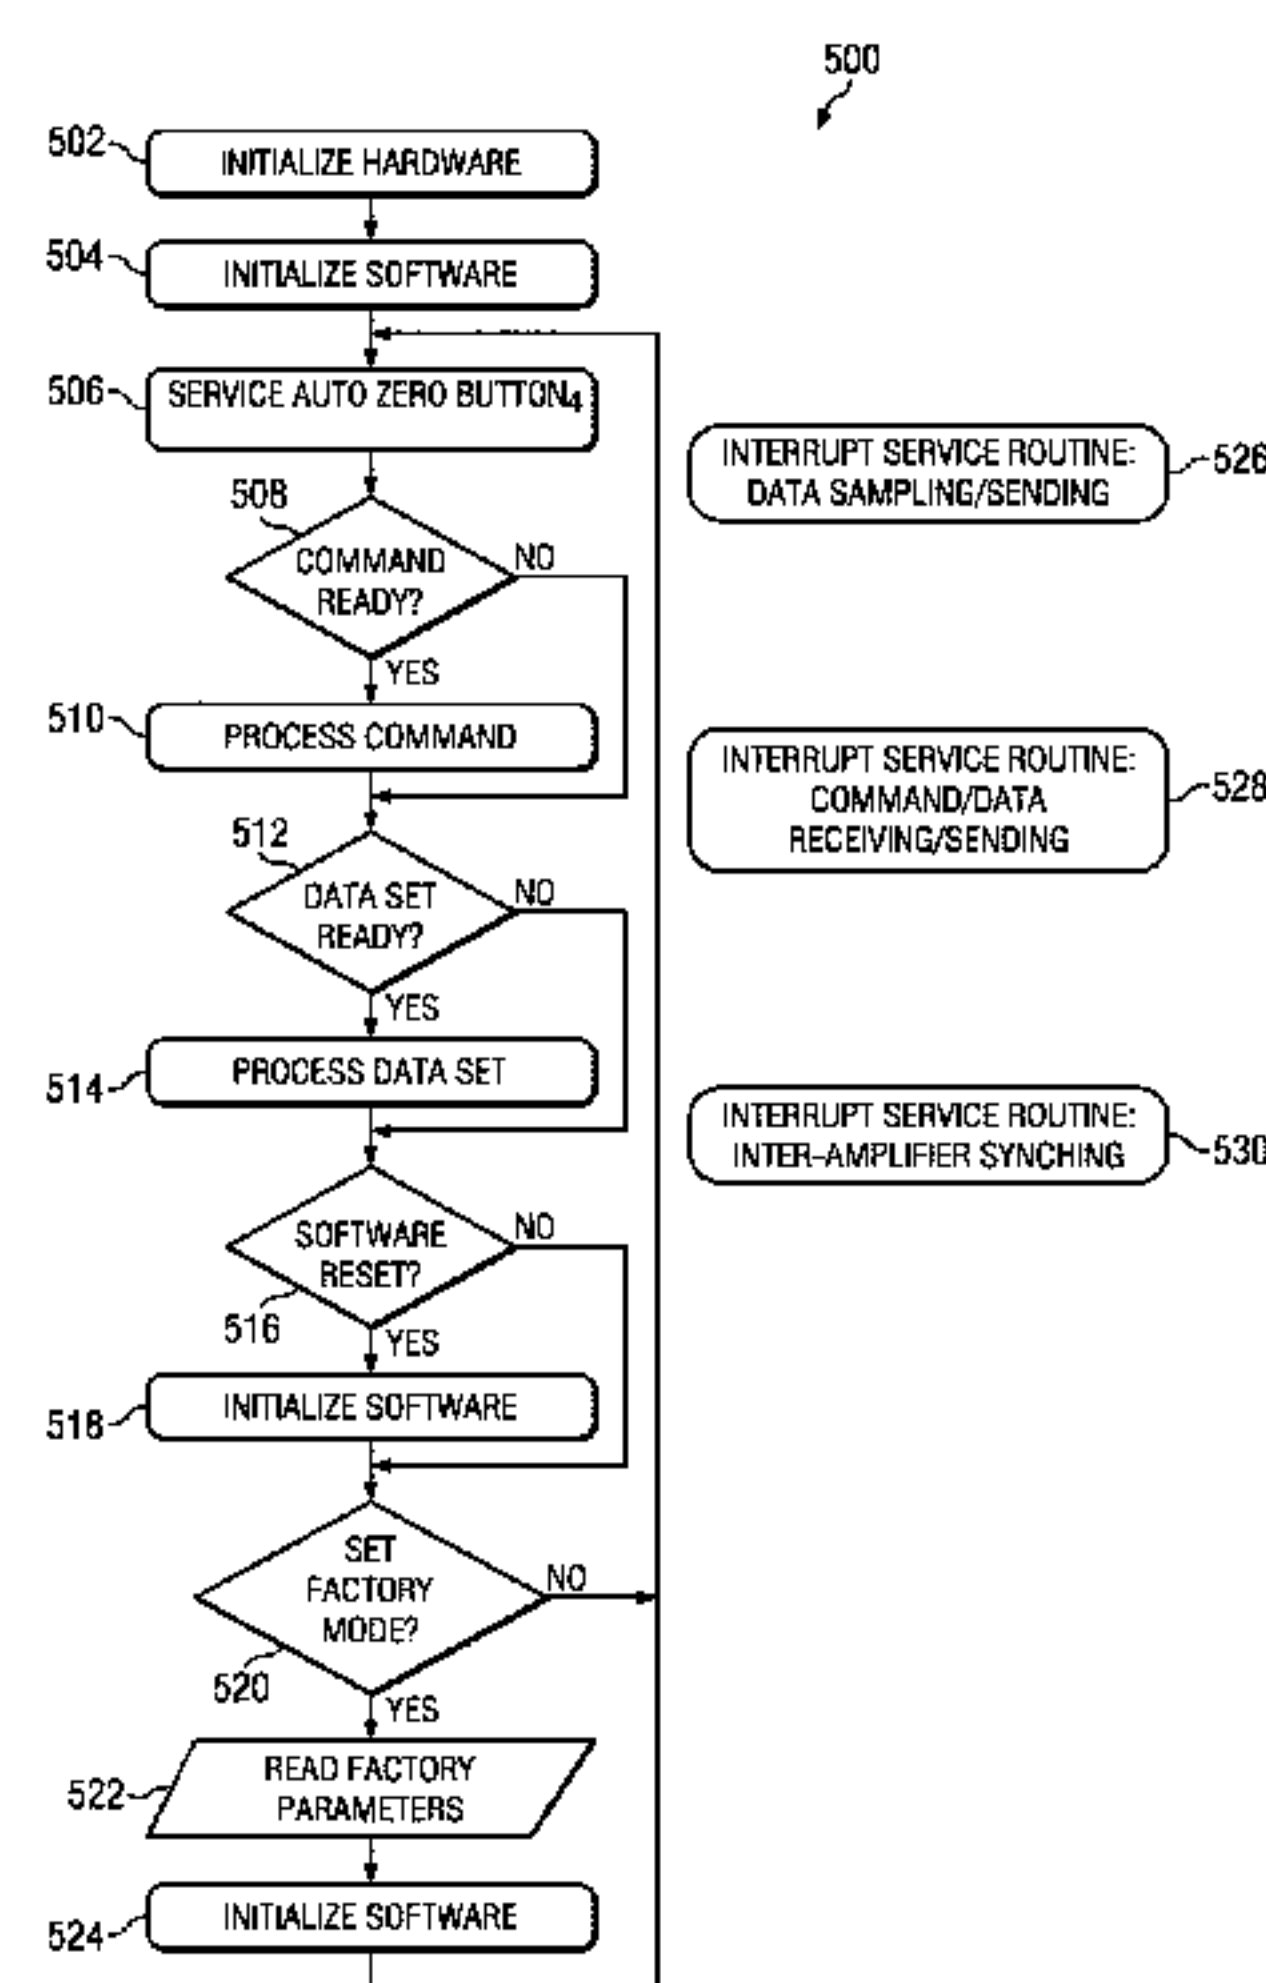 500
502
INITIALIZE HARDWARE
504
INITIALIZE SOFTWARE
506
SERVICE AUTO ZERO BUTTON4
508
COMMAND
READY?
NO
YES
510
PROCESS COMMAND
512
DATA SET
READY?
NO
YES
514
PROCESS DATA SET
516
SOFTWARE
RESET?
NO
YES
518
INITIALIZE SOFTWARE
520
SET
FACTORY
MODE?
NO
YES
522
READ FACTORY
PARAMETERS
524
INITIALIZE SOFTWARE
INTERRUPT SERVICE ROUTINE:
DATA SAMPLING/SENDING
526
INTERRUPT SERVICE ROUTINE:
COMMAND/DATA
RECEIVING/SENDING
528
INTERRUPT SERVICE ROUTINE:
INTER-AMPLIFIER SYNCHING
530